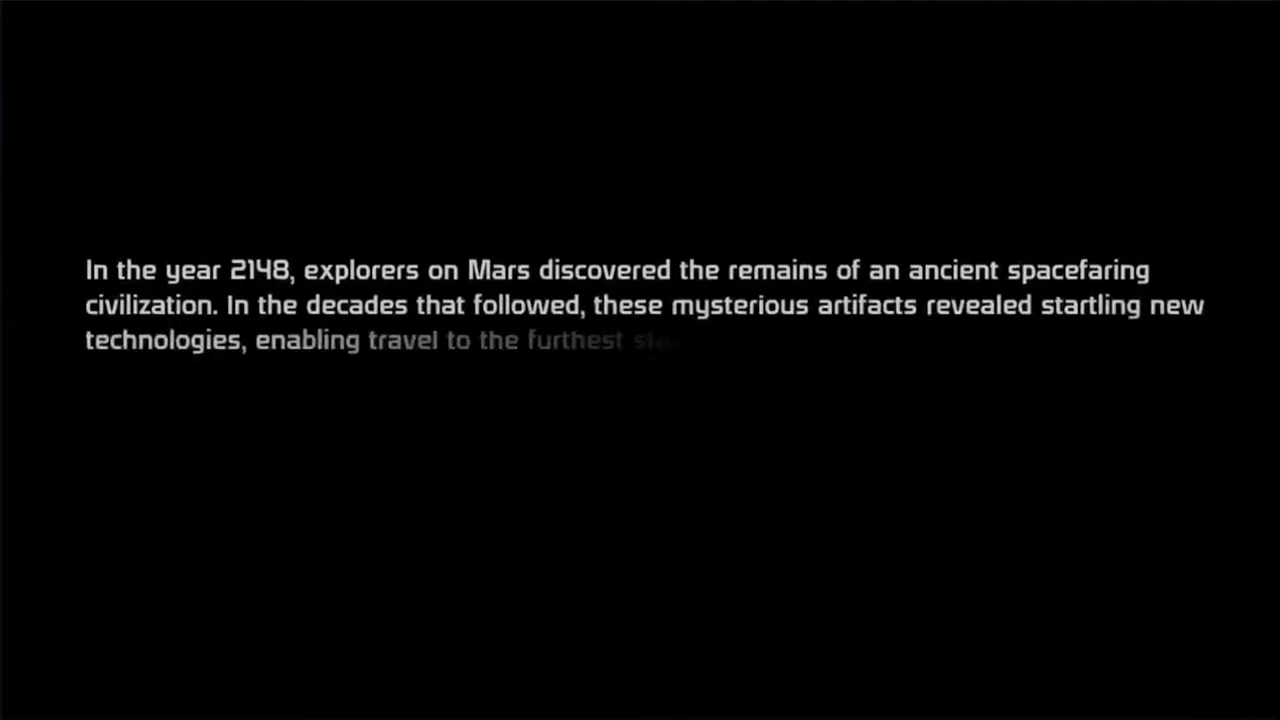 In the year 2148, explorers on Mars discovered the remains of an ancient spacefaring
civilization. In the decades that followed, these mysterious artifacts revealed startling new
technologies, enabling travel to the furthest